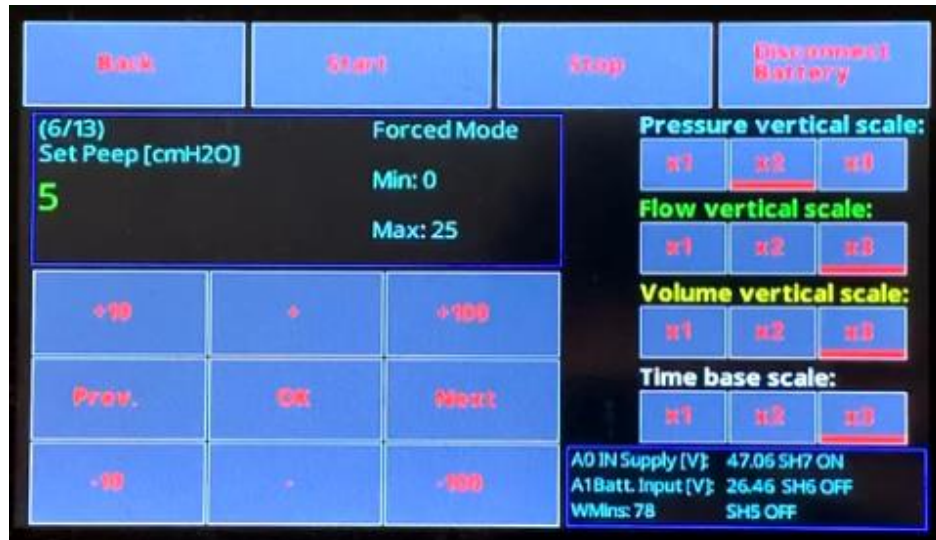 Back Start Stop Disconnect
Battery
(6/13) Forced Mode
Set Peep [cmH2O]
5
Min: 0
Max: 25
Pressure vertical scale:
x1 x2 x3
Flow vertical scale:
x1 x2 x3
Volume vertical scale:
x1 x2 x3
Time base scale:
x1 x2 x3
+10 + +100
Prev. OK Next
-10 - -100
A0 IN Supply [V]: 47.06 SH7 ON
A1Batt. Input [V]: 26.46 SH6 OFF
WMins: 78 SH5 OFF